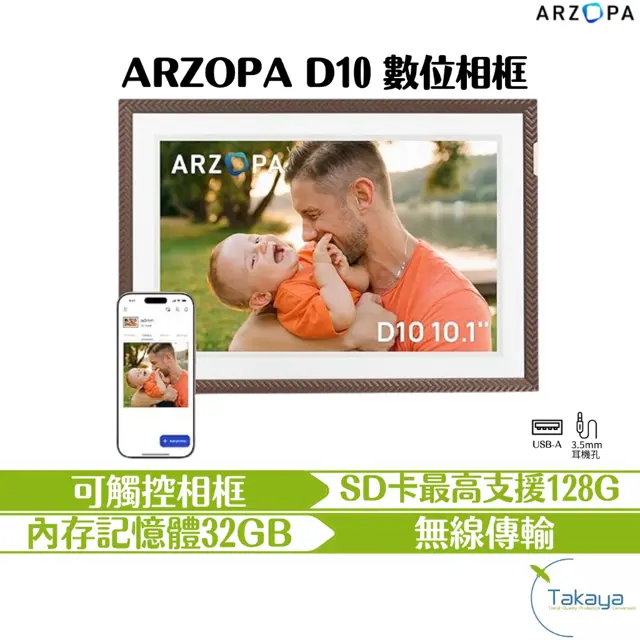 ARZOPA
ARZOPA D10 數位相框
ARZOPA
D10 10.1"
admin
USB-A
3.5mm
耳機孔
可觸控相框
SD卡最高支援128G
內存記憶體32GB
無線傳輸
Takaya